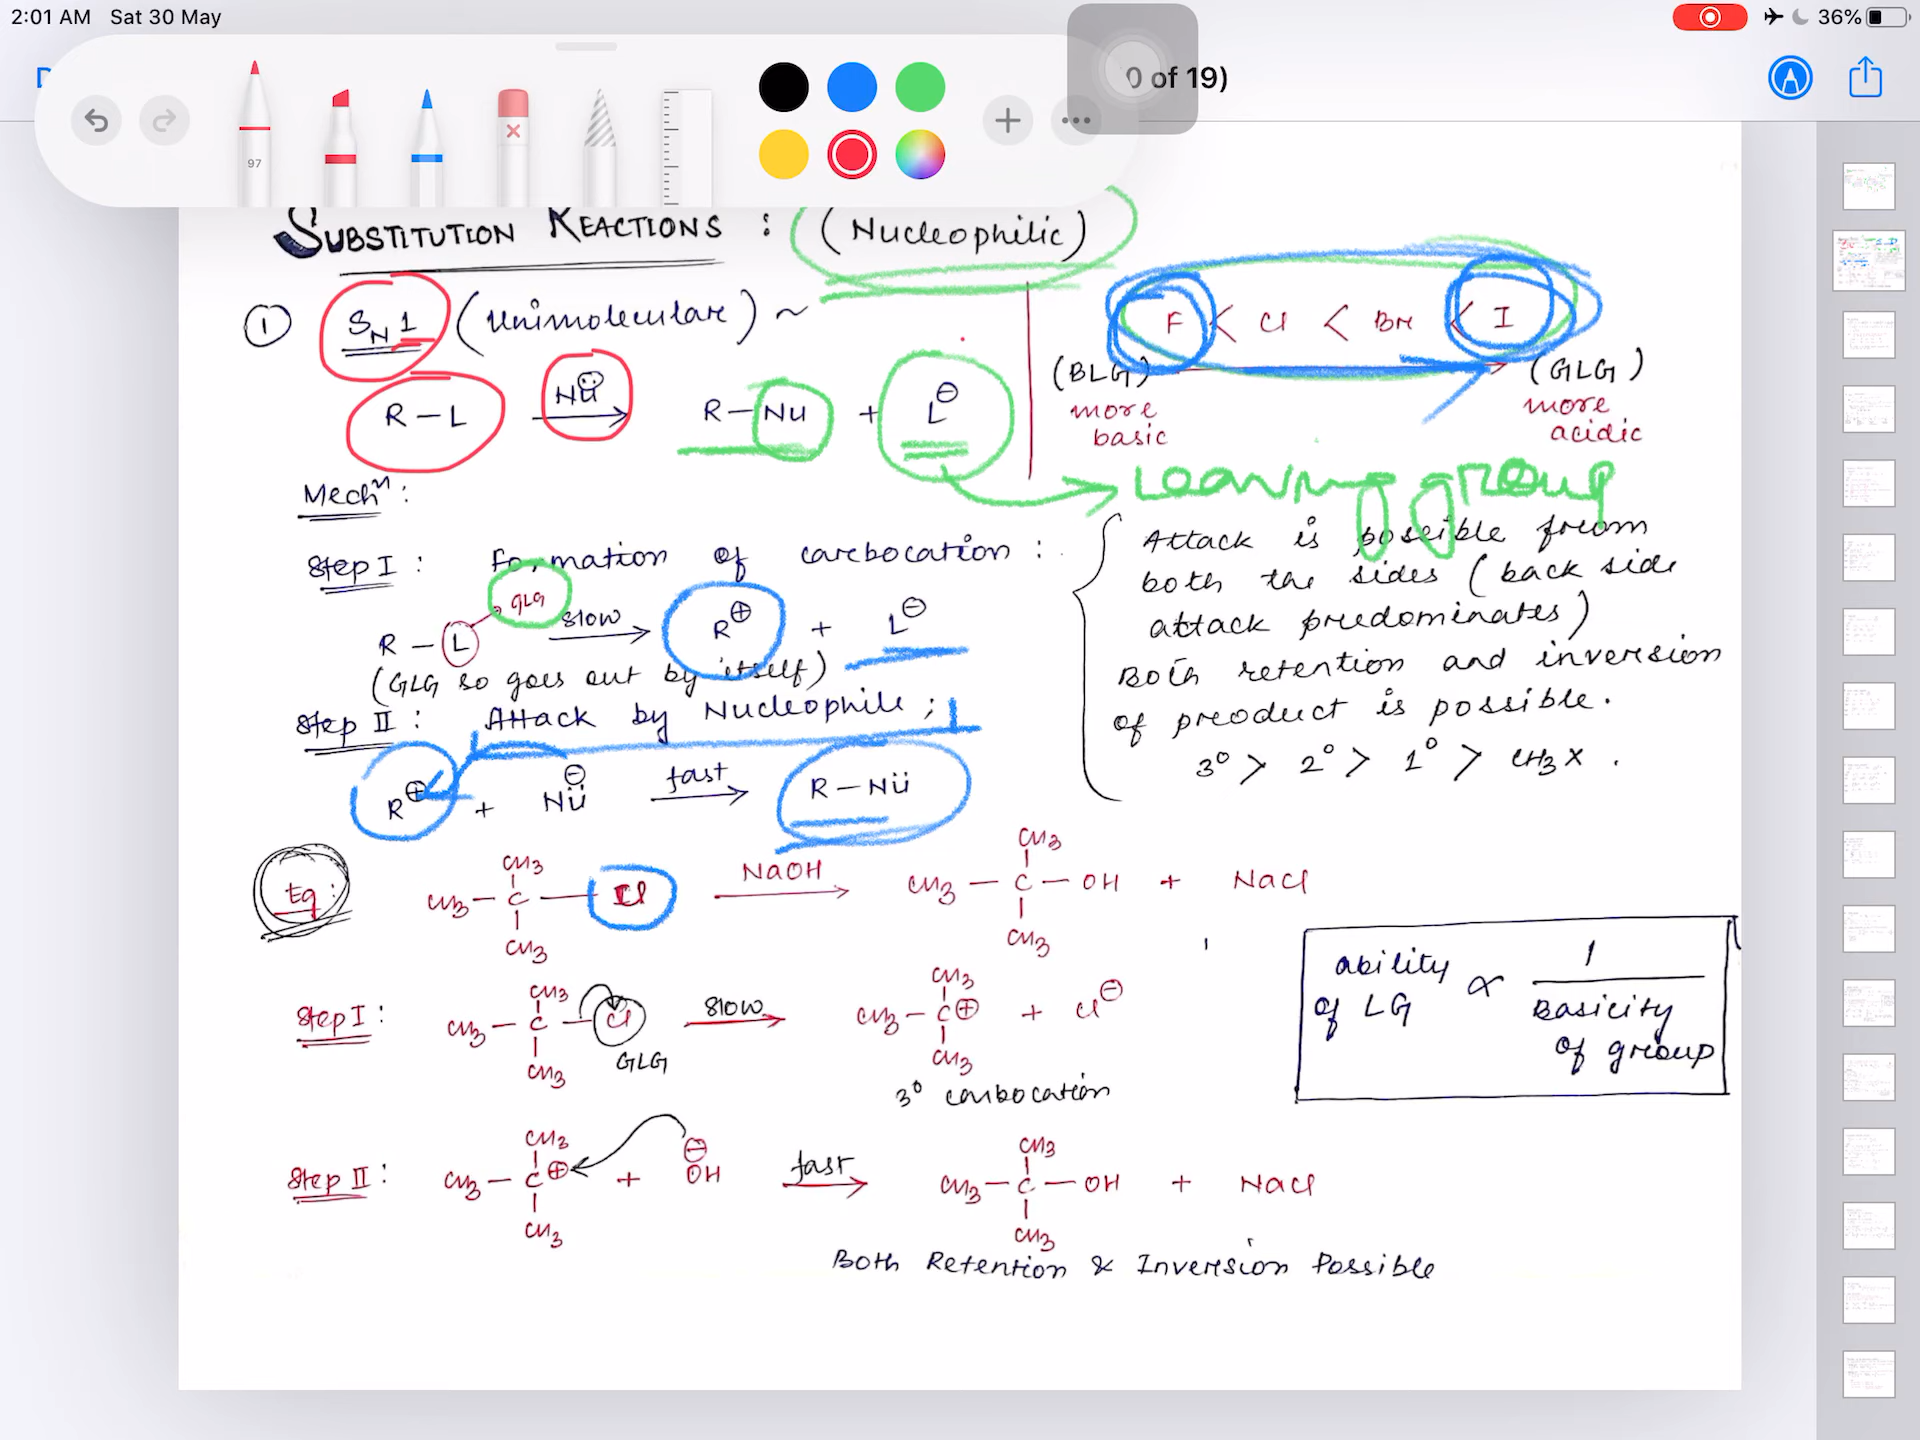 2:01 AM Sat 30 May
36%
0 of 19)
97
SUBSTITUTION REACTIONS : (Nucleophilic)
① SN1 (Unimolecular) ~
F < Cl < Br < I
(BLG) (GLG)
more basic more acidic
R – L Nü → R – Nu + L⊖
Leaving group
Mechⁿ :
Step I : Formation of carbocation :
R – L GLG slow → R⊕ + L⊖
(GLG so goes out by itself)
Step II : Attack by Nucleophile ;
R⊕ + Nü⊖ fast → R – Nü
Attack is possible from
both the sides (back side
attack predominates)
Both retention and inversion
of product is possible.
3° > 2° > 1° > CH3X .
Eg :
CH3
CH3 – C – Cl NaOH → CH3 – C – OH + NaCl
CH3
CH3
CH3
ability of LG ∝ 1 / Basicity of group
Step I :
CH3
CH3 – C – Cl slow → CH3 – C⊕ + Cl⊖
CH3
GLG
CH3
CH3
3° carbocation
Step II :
CH3
CH3 – C⊕ + ⊖OH fast → CH3 – C – OH + NaCl
CH3
CH3
CH3
Both Retention & Inversion Possible